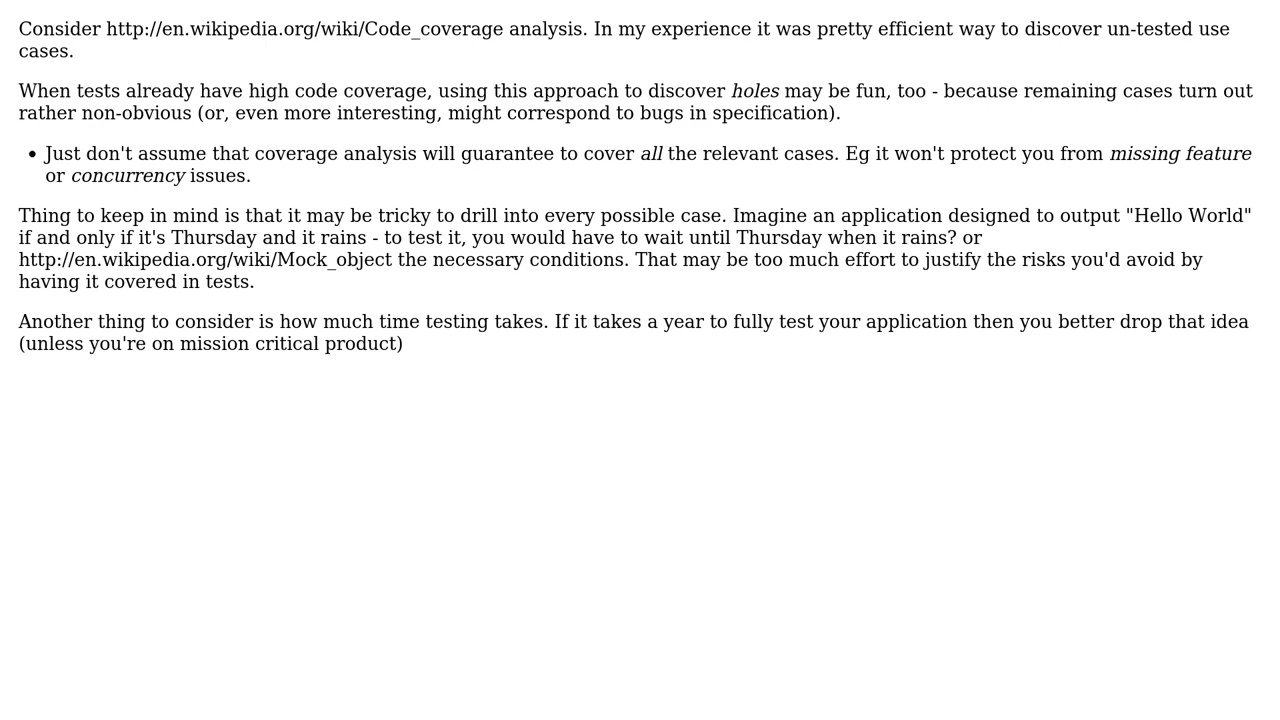 Consider http://en.wikipedia.org/wiki/Code_coverage analysis. In my experience it was pretty efficient way to discover un-tested use
cases.
When tests already have high code coverage, using this approach to discover holes may be fun, too - because remaining cases turn out
rather non-obvious (or, even more interesting, might correspond to bugs in specification).
• Just don't assume that coverage analysis will guarantee to cover all the relevant cases. Eg it won't protect you from missing feature
or concurrency issues.
Thing to keep in mind is that it may be tricky to drill into every possible case. Imagine an application designed to output "Hello World"
if and only if it's Thursday and it rains - to test it, you would have to wait until Thursday when it rains? or
http://en.wikipedia.org/wiki/Mock_object the necessary conditions. That may be too much effort to justify the risks you'd avoid by
having it covered in tests.
Another thing to consider is how much time testing takes. If it takes a year to fully test your application then you better drop that idea
(unless you're on mission critical product)